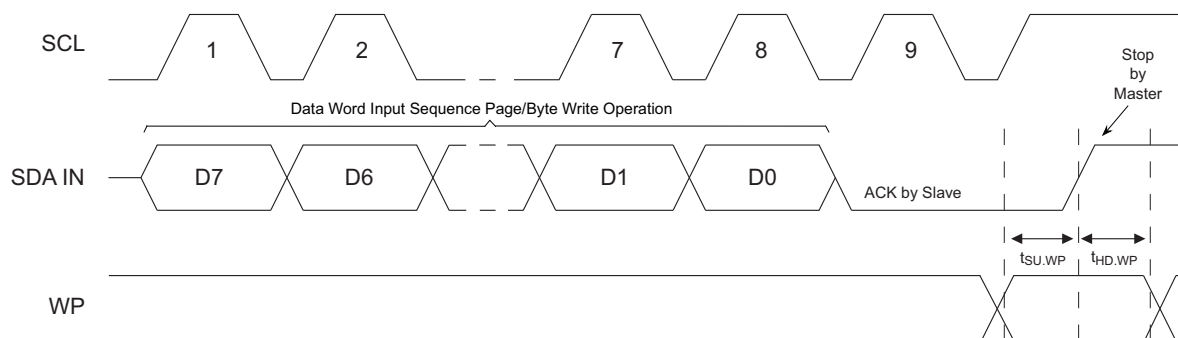 SCL
1
2
7
8
9
Stop
by
Master
Data Word Input Sequence Page/Byte Write Operation
SDA IN
D7
D6
D1
D0
ACK by Slave
tSU.WP
tHD.WP
WP